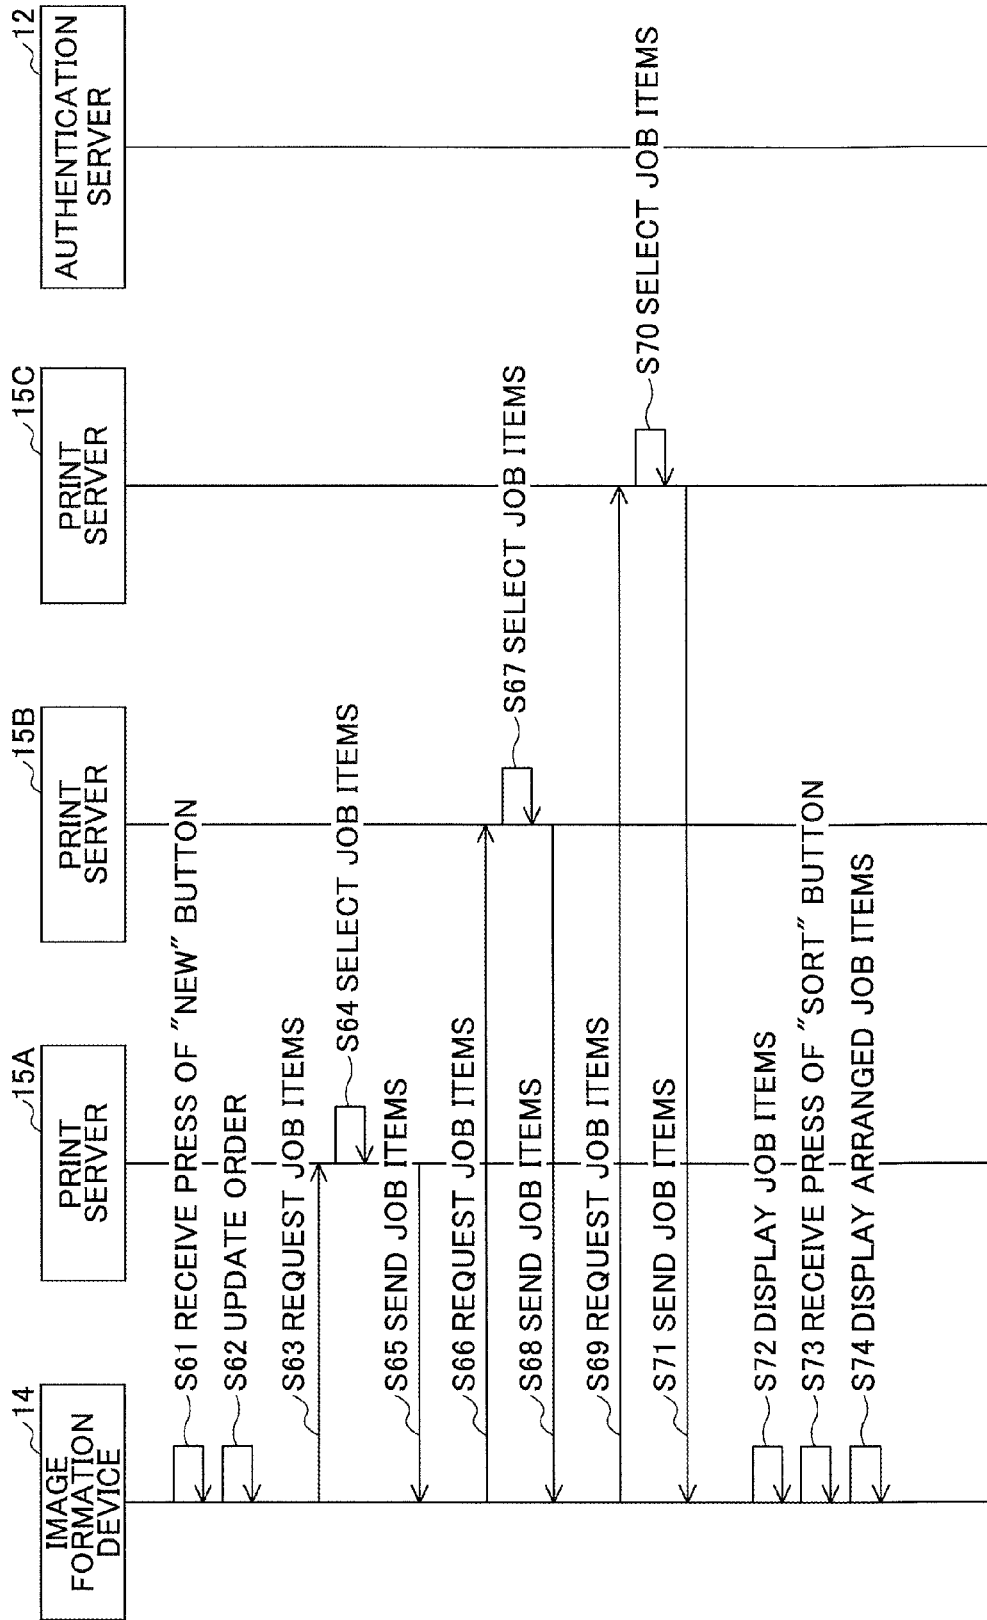 14
IMAGE
FORMATION
DEVICE
15A
PRINT
SERVER
15B
PRINT
SERVER
15C
PRINT
SERVER
12
AUTHENTICATION
SERVER
S61 RECEIVE PRESS OF "NEW" BUTTON
S62 UPDATE ORDER
S63 REQUEST JOB ITEMS
S64 SELECT JOB ITEMS
S65 SEND JOB ITEMS
S66 REQUEST JOB ITEMS
S67 SELECT JOB ITEMS
S68 SEND JOB ITEMS
S69 REQUEST JOB ITEMS
S70 SELECT JOB ITEMS
S71 SEND JOB ITEMS
S72 DISPLAY JOB ITEMS
S73 RECEIVE PRESS OF "SORT" BUTTON
S74 DISPLAY ARRANGED JOB ITEMS